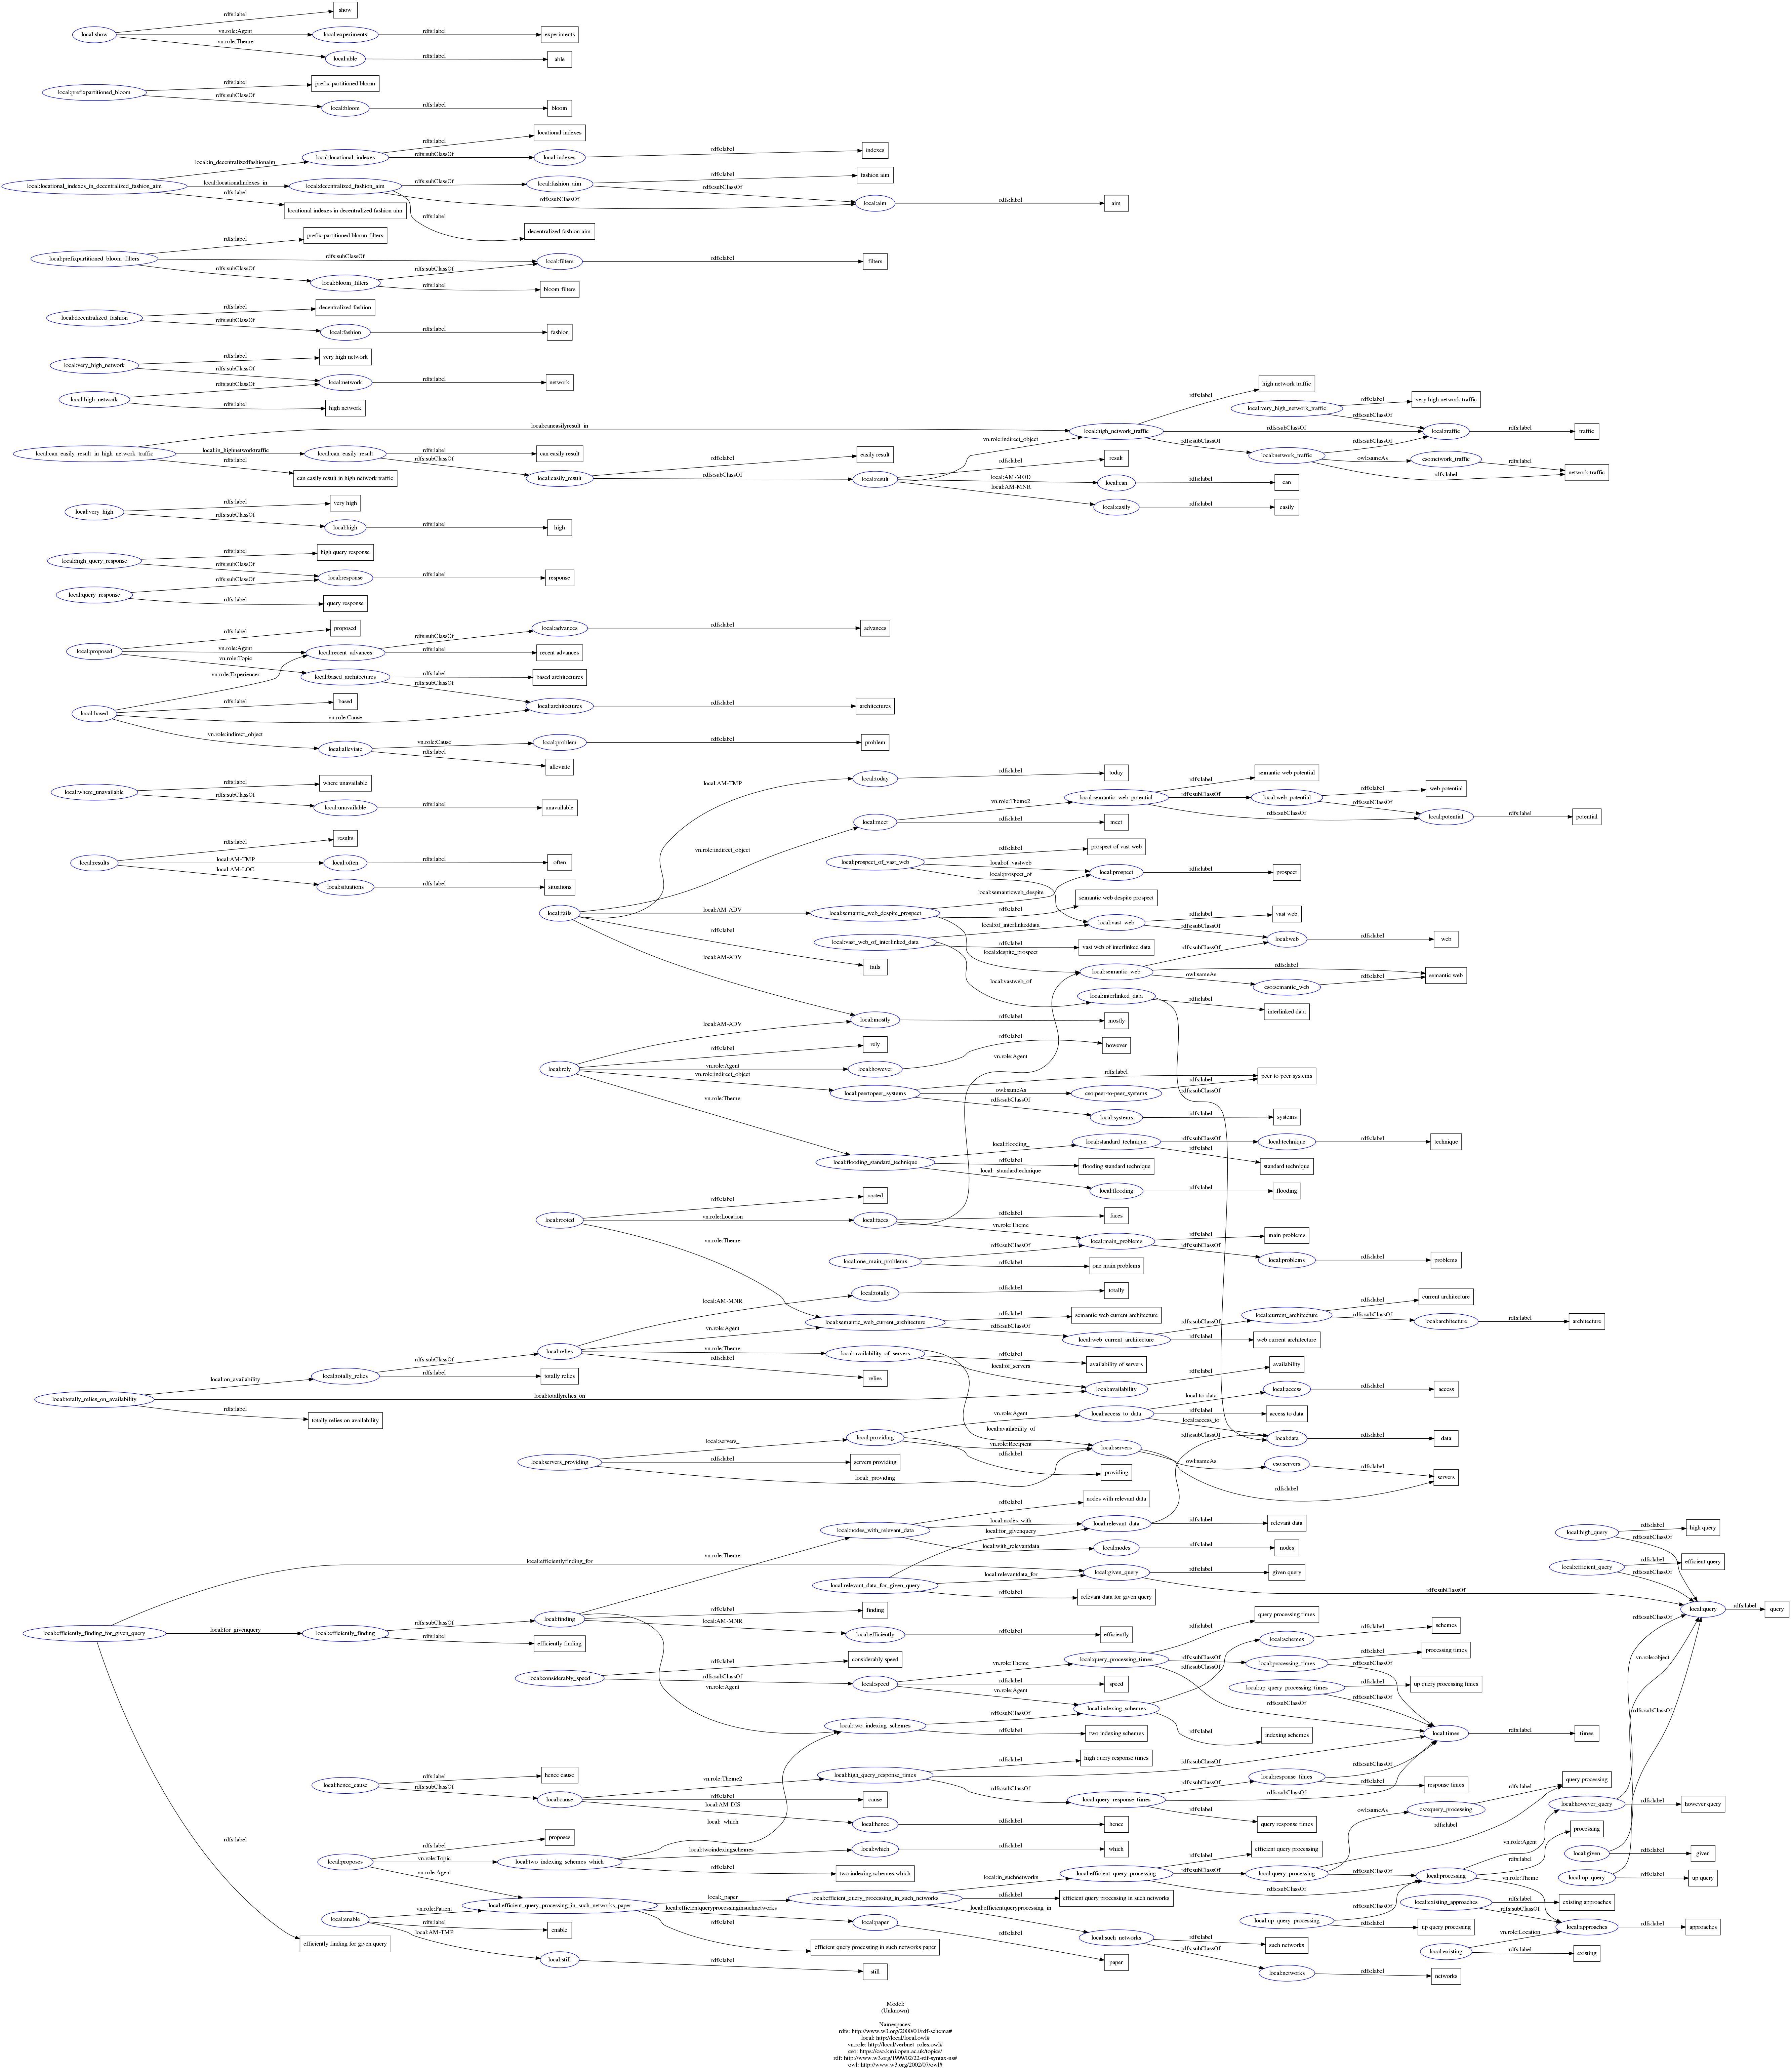 rdfs:label
show
local:show
vn.role:Agent
local:experiments
rdfs:label
experiments
vn.role:Theme
local:able
rdfs:label
able
local:prefixpartitioned_bloom
rdfs:label
prefix-partitioned bloom
rdfs:subClassOf
local:bloom
rdfs:label
bloom
local:locational_indexes_in_decentralized_fashion_aim
local:in_decentralizedfashionaim
local:locational_indexes
rdfs:label
locational indexes
rdfs:subClassOf
local:indexes
rdfs:label
indexes
local:locationalindexes_in
local:decentralized_fashion_aim
rdfs:subClassOf
local:fashion_aim
rdfs:label
fashion aim
rdfs:subClassOf
rdfs:subClassOf
local:aim
rdfs:label
aim
rdfs:label
locational indexes in decentralized fashion aim
rdfs:label
decentralized fashion aim
local:prefixpartitioned_bloom_filters
rdfs:label
prefix-partitioned bloom filters
rdfs:subClassOf
local:filters
rdfs:label
filters
rdfs:subClassOf
local:bloom_filters
rdfs:subClassOf
rdfs:label
bloom filters
local:decentralized_fashion
rdfs:label
decentralized fashion
rdfs:subClassOf
local:fashion
rdfs:label
fashion
local:very_high_network
rdfs:label
very high network
rdfs:subClassOf
local:network
rdfs:label
network
local:high_network
rdfs:subClassOf
rdfs:label
high network
local:can_easily_result_in_high_network_traffic
local:caneasilyresult_in
local:high_network_traffic
rdfs:label
high network traffic
local:very_high_network_traffic
rdfs:label
very high network traffic
rdfs:subClassOf
rdfs:subClassOf
local:traffic
rdfs:label
traffic
rdfs:subClassOf
local:network_traffic
rdfs:subClassOf
owl:sameAs
cso:network_traffic
rdfs:label
network traffic
rdfs:label
local:in_highnetworktraffic
local:can_easily_result
rdfs:label
can easily result
rdfs:label
can easily result in high network traffic
rdfs:subClassOf
local:easily_result
rdfs:label
easily result
rdfs:subClassOf
local:result
vn.role:indirect_object
rdfs:label
result
local:AM-MOD
local:can
rdfs:label
can
local:AM-MNR
local:easily
rdfs:label
easily
local:very_high
rdfs:label
very high
rdfs:subClassOf
local:high
rdfs:label
high
local:high_query_response
rdfs:label
high query response
rdfs:subClassOf
local:response
rdfs:label
response
local:query_response
rdfs:subClassOf
rdfs:label
query response
local:proposed
rdfs:label
proposed
vn.role:Agent
local:recent_advances
rdfs:subClassOf
local:advances
rdfs:label
advances
rdfs:label
recent advances
vn.role:Topic
local:based_architectures
rdfs:label
based architectures
rdfs:subClassOf
local:based
vn.role:Experiencer
rdfs:label
based
vn.role:Cause
local:architectures
rdfs:label
architectures
vn.role:indirect_object
local:alleviate
vn.role:Cause
local:problem
rdfs:label
problem
rdfs:label
alleviate
local:where_unavailable
rdfs:label
where unavailable
rdfs:subClassOf
local:unavailable
rdfs:label
unavailable
local:results
rdfs:label
results
local:AM-TMP
local:often
rdfs:label
often
local:AM-LOC
local:situations
rdfs:label
situations
local:fails
local:AM-TMP
local:today
rdfs:label
today
vn.role:indirect_object
local:meet
vn.role:Theme2
local:semantic_web_potential
rdfs:label
semantic web potential
rdfs:subClassOf
local:web_potential
rdfs:label
web potential
rdfs:subClassOf
rdfs:subClassOf
local:potential
rdfs:label
potential
rdfs:label
meet
local:prospect_of_vast_web
rdfs:label
prospect of vast web
local:of_vastweb
local:prospect
rdfs:label
prospect
local:prospect_of
local:AM-ADV
local:semantic_web_despite_prospect
local:semanticweb_despite
rdfs:label
semantic web despite prospect
local:despite_prospect
rdfs:label
fails
local:vast_web_of_interlinked_data
local:of_interlinkeddata
local:vast_web
rdfs:label
vast web
rdfs:subClassOf
local:web
rdfs:label
web
rdfs:label
vast web of interlinked data
local:vastweb_of
local:semantic_web
rdfs:subClassOf
rdfs:label
semantic web
owl:sameAs
cso:semantic_web
rdfs:label
local:interlinked_data
rdfs:label
interlinked data
rdfs:subClassOf
local:AM-ADV
local:mostly
rdfs:label
mostly
local:rely
local:AM-ADV
rdfs:label
rely
vn.role:Agent
local:however
rdfs:label
however
vn.role:indirect_object
local:peertopeer_systems
rdfs:label
peer-to-peer systems
owl:sameAs
cso:peer-to-peer_systems
rdfs:label
rdfs:subClassOf
local:systems
rdfs:label
systems
vn.role:Theme
local:flooding_standard_technique
local:flooding_
local:standard_technique
rdfs:subClassOf
local:technique
rdfs:label
technique
rdfs:label
standard technique
rdfs:label
flooding standard technique
local:_standardtechnique
local:flooding
rdfs:label
flooding
local:rooted
rdfs:label
rooted
vn.role:Location
local:faces
vn.role:Agent
rdfs:label
faces
vn.role:Theme
local:main_problems
rdfs:label
main problems
rdfs:subClassOf
local:problems
rdfs:label
problems
local:one_main_problems
rdfs:subClassOf
rdfs:label
one main problems
vn.role:Theme
local:semantic_web_current_architecture
rdfs:label
semantic web current architecture
rdfs:subClassOf
local:web_current_architecture
rdfs:subClassOf
local:current_architecture
rdfs:label
current architecture
rdfs:subClassOf
local:architecture
rdfs:label
architecture
rdfs:label
web current architecture
local:relies
local:AM-MNR
local:totally
rdfs:label
totally
vn.role:Agent
vn.role:Theme
local:availability_of_servers
rdfs:label
availability of servers
local:of_servers
local:availability_of
rdfs:label
relies
local:totally_relies_on_availability
local:on_availability
local:totally_relies
rdfs:subClassOf
rdfs:label
totally relies
local:totallyrelies_on
local:availability
rdfs:label
availability
rdfs:label
totally relies on availability
local:servers_providing
local:servers_
local:providing
vn.role:Agent
local:access_to_data
local:to_data
local:access
rdfs:label
access
rdfs:label
access to data
local:access_to
local:data
rdfs:label
data
rdfs:label
servers providing
local:_providing
vn.role:Recipient
local:servers
owl:sameAs
cso:servers
rdfs:label
servers
rdfs:label
rdfs:label
providing
local:efficiently_finding_for_given_query
local:efficientlyfinding_for
local:for_givenquery
local:efficiently_finding
rdfs:subClassOf
local:finding
rdfs:label
efficiently finding
rdfs:label
efficiently finding for given query
vn.role:Theme
local:nodes_with_relevant_data
rdfs:label
nodes with relevant data
local:nodes_with
local:relevant_data
rdfs:subClassOf
rdfs:label
relevant data
local:with_relevantdata
local:nodes
rdfs:label
nodes
local:relevant_data_for_given_query
local:for_givenquery
local:relevantdata_for
local:given_query
rdfs:label
given query
rdfs:subClassOf
rdfs:label
relevant data for given query
rdfs:label
finding
local:AM-MNR
local:efficiently
rdfs:label
efficiently
vn.role:Agent
local:high_query
rdfs:label
high query
rdfs:subClassOf
local:efficient_query
rdfs:label
efficient query
rdfs:subClassOf
local:query
rdfs:label
query
local:considerably_speed
rdfs:label
considerably speed
rdfs:subClassOf
local:speed
vn.role:Theme
local:query_processing_times
rdfs:label
query processing times
rdfs:subClassOf
local:processing_times
rdfs:label
processing times
rdfs:subClassOf
rdfs:subClassOf
rdfs:label
speed
vn.role:Agent
local:indexing_schemes
rdfs:subClassOf
local:schemes
rdfs:label
schemes
rdfs:label
indexing schemes
local:up_query_processing_times
rdfs:label
up query processing times
rdfs:subClassOf
local:times
rdfs:label
times
local:two_indexing_schemes
rdfs:subClassOf
rdfs:label
two indexing schemes
local:hence_cause
rdfs:label
hence cause
rdfs:subClassOf
local:cause
vn.role:Theme2
local:high_query_response_times
rdfs:label
high query response times
rdfs:subClassOf
rdfs:subClassOf
local:query_response_times
rdfs:subClassOf
local:response_times
rdfs:subClassOf
rdfs:label
response times
rdfs:subClassOf
rdfs:label
query response times
rdfs:label
cause
local:AM-DIS
local:hence
rdfs:label
hence
local:proposes
rdfs:label
proposes
vn.role:Topic
local:two_indexing_schemes_which
local:_which
local:twoindexingschemes_
local:which
rdfs:label
which
rdfs:label
two indexing schemes which
vn.role:Agent
local:enable
vn.role:Patient
local:efficient_query_processing_in_such_networks_paper
local:_paper
local:efficient_query_processing_in_such_networks
local:in_suchnetworks
local:efficient_query_processing
rdfs:label
efficient query processing
rdfs:subClassOf
local:query_processing
owl:sameAs
cso:query_processing
rdfs:label
query processing
rdfs:label
rdfs:subClassOf
rdfs:subClassOf
local:processing
vn.role:Agent
local:however_query
vn.role:object
rdfs:subClassOf
rdfs:label
however query
rdfs:label
processing
vn.role:Theme
local:given
rdfs:label
given
local:up_query
rdfs:subClassOf
rdfs:label
up query
rdfs:label
efficient query processing in such networks
local:efficientqueryprocessing_in
local:such_networks
rdfs:label
such networks
rdfs:subClassOf
local:networks
rdfs:label
networks
local:efficientqueryprocessinginsuchnetworks_
local:paper
rdfs:label
paper
rdfs:label
efficient query processing in such networks paper
rdfs:label
enable
local:AM-TMP
local:still
rdfs:label
still
local:up_query_processing
rdfs:subClassOf
rdfs:label
up query processing
local:existing_approaches
rdfs:label
existing approaches
rdfs:subClassOf
local:approaches
rdfs:label
approaches
local:existing
vn.role:Location
rdfs:label
existing
Model:
(Unknown)
Namespaces:
rdfs: http://www.w3.org/2000/01/rdf-schema#
local: http://local/local.owl#
vn.role: http://local/verbnet_roles.owl#
cso: https://cso.kmi.open.ac.uk/topics/
rdf: http://www.w3.org/1999/02/22-rdf-syntax-ns#
owl: http://www.w3.org/2002/07/owl#